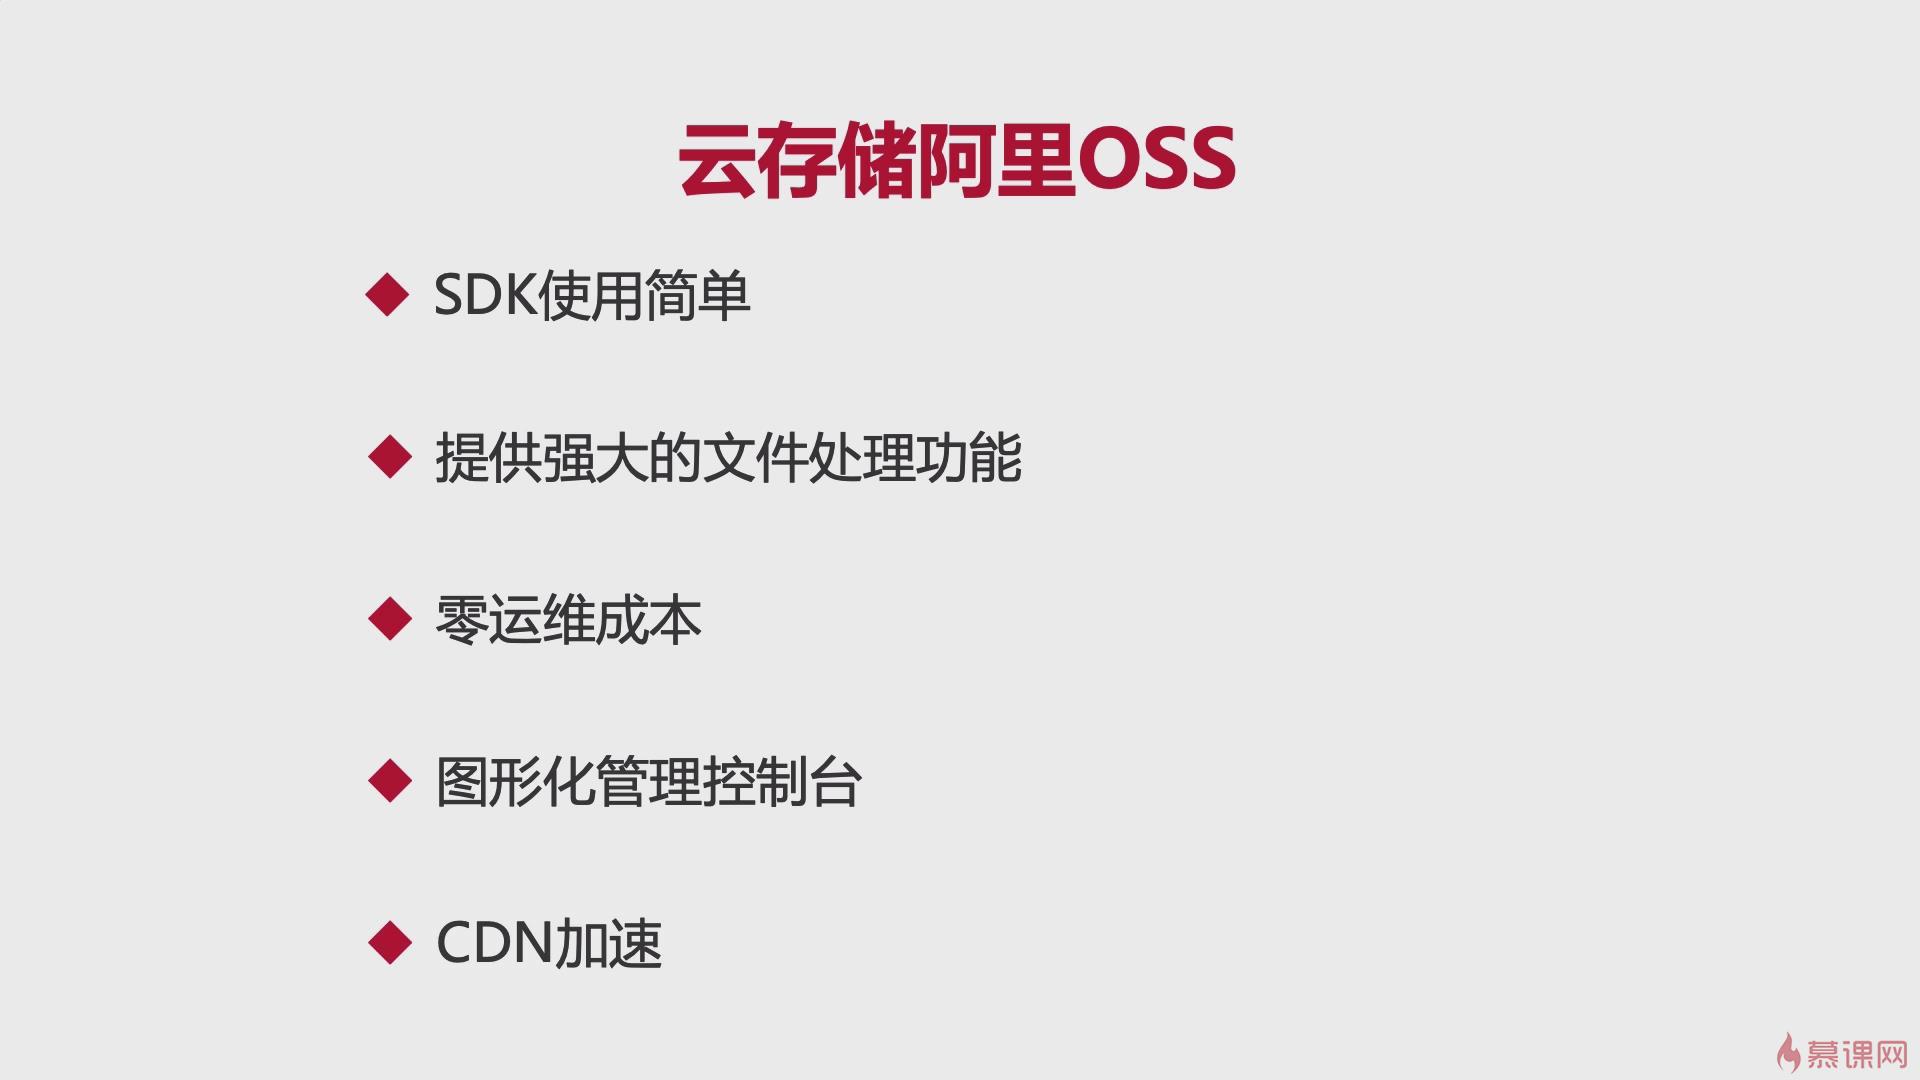 云存储阿里OSS
SDK使用简单
提供强大的文件处理功能
零运维成本
图形化管理控制台
CDN加速
慕课网